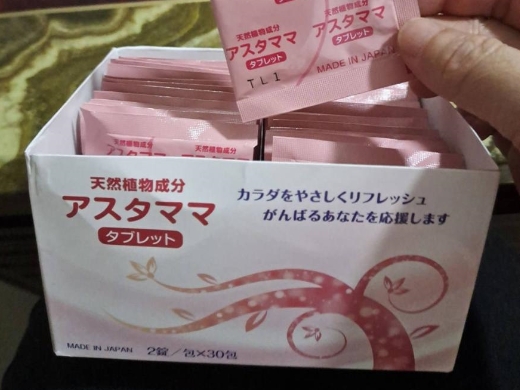 天然植物成分
アスタママ
タブレット
MADE IN JAPAN
TL1
天然植物成分
アスタママ
タブレット
カラダをやさしくリフレッシュ
がんばるあなたを応援します
MADE IN JAPAN
2錠/包×30包